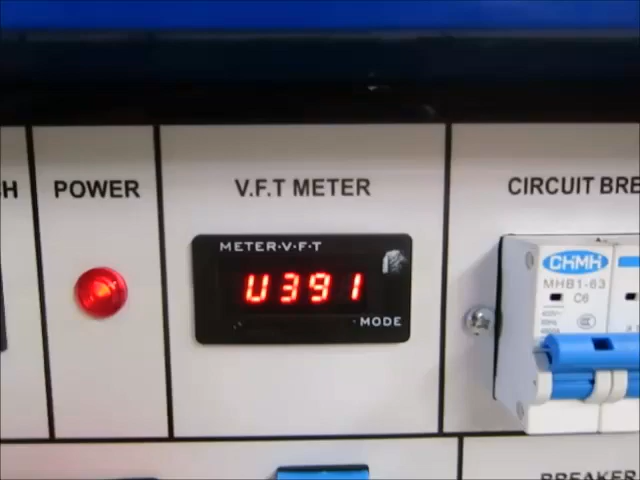 H
POWER
V.F.T METER
CIRCUIT BRE
METER·V·F·T
U391
MODE
CHMH
MHB1-63
C6
BREAKER